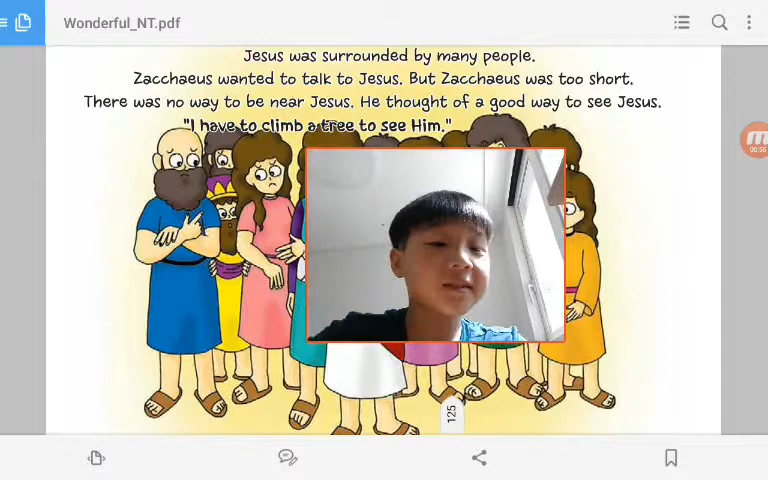 Wonderful_NT.pdf
Jesus was surrounded by many people.
Zacchaeus wanted to talk to Jesus. But Zacchaeus was too short.
There was no way to be near Jesus. He thought of a good way to see Jesus.
"I have to climb a tree to see Him."
00:56
125